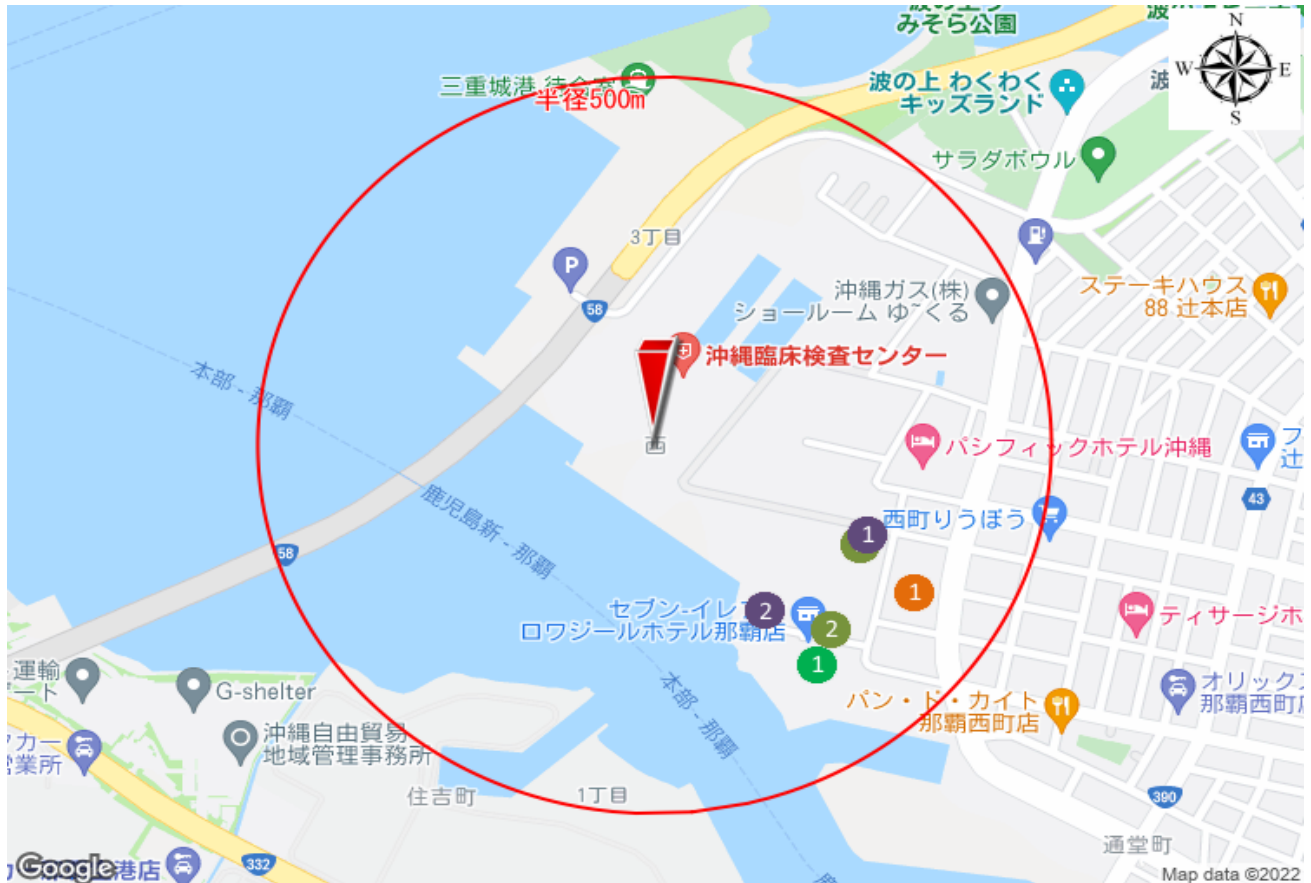 みそら公園
N
W
E
S
三重城港 待合室
半径500m
波の上 わくわく
キッズランド
サラダボウル
3丁目
P
58
沖縄ガス(株)
ショールーム ゆ~くる
ステーキハウス
88 辻本店
沖縄臨床検査センター
本部 - 那覇
西
パシフィックホテル沖縄
43
鹿児島新 - 那覇
西町りうぼう
58
1
1
セブン-イレブ
ロワジールホテル那覇店
2
2
1
ティサージホ
本部 - 那覇
運輸
G-shelter
沖縄自由貿易
地域管理事務所
パン・ド・カイト
那覇西町店
オリックス
那覇西町店
住吉町
1丁目
390
332
通堂町
Google
港店
Map data ©2022